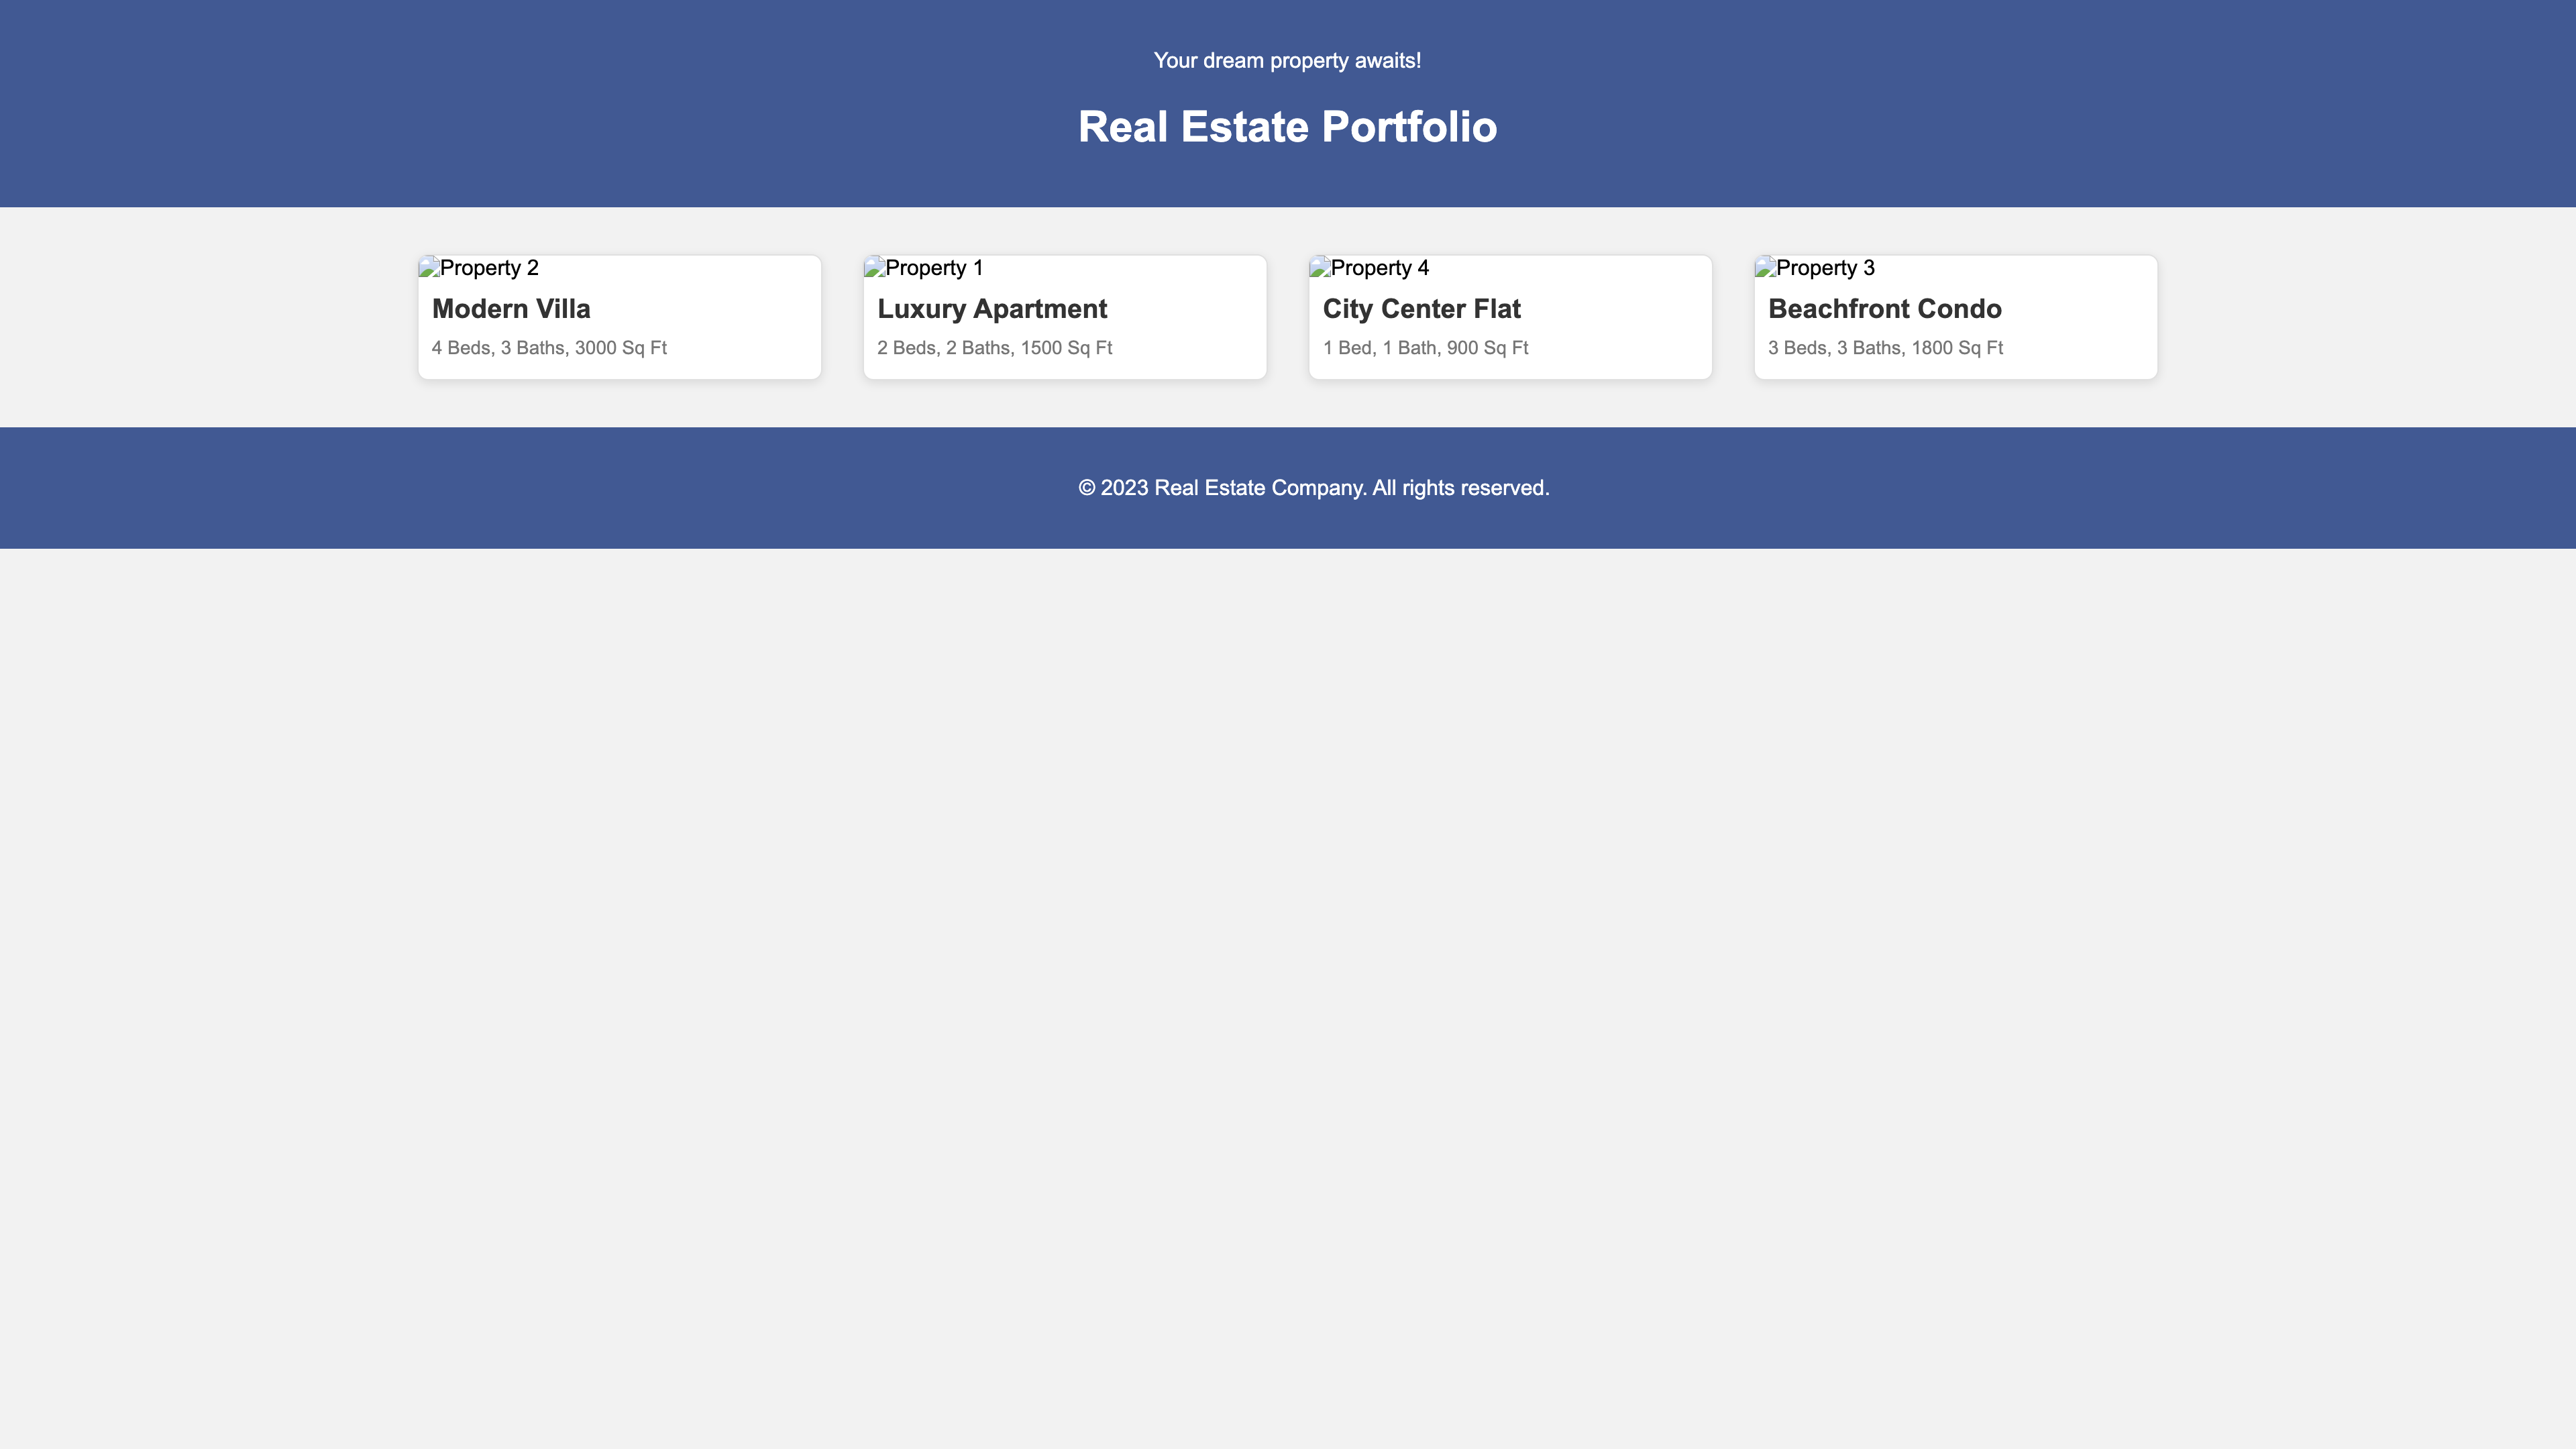 Your dream property awaits!
Real Estate Portfolio
Property 2
Modern Villa
4 Beds, 3 Baths, 3000 Sq Ft
Property 1
Luxury Apartment
2 Beds, 2 Baths, 1500 Sq Ft
Property 4
City Center Flat
1 Bed, 1 Bath, 900 Sq Ft
Property 3
Beachfront Condo
3 Beds, 3 Baths, 1800 Sq Ft
© 2023 Real Estate Company. All rights reserved.